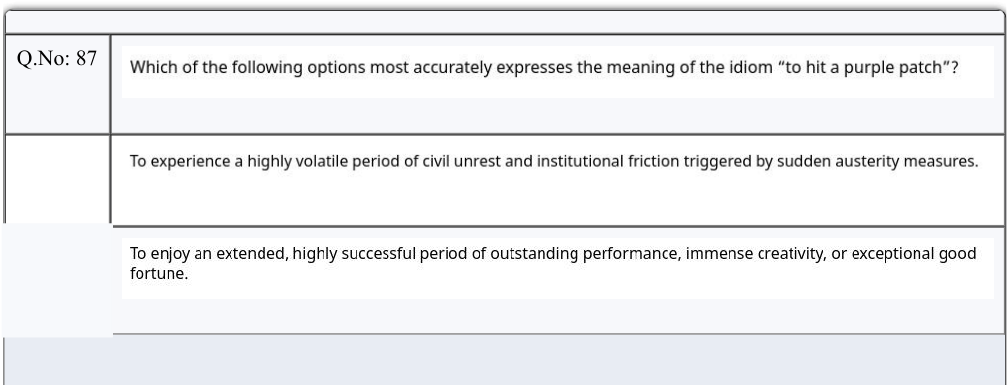 Q.No: 87
Which of the following options most accurately expresses the meaning of the idiom “to hit a purple patch”?
To experience a highly volatile period of civil unrest and institutional friction triggered by sudden austerity measures.
To enjoy an extended, highly successful period of outstanding performance, immense creativity, or exceptional good
fortune.